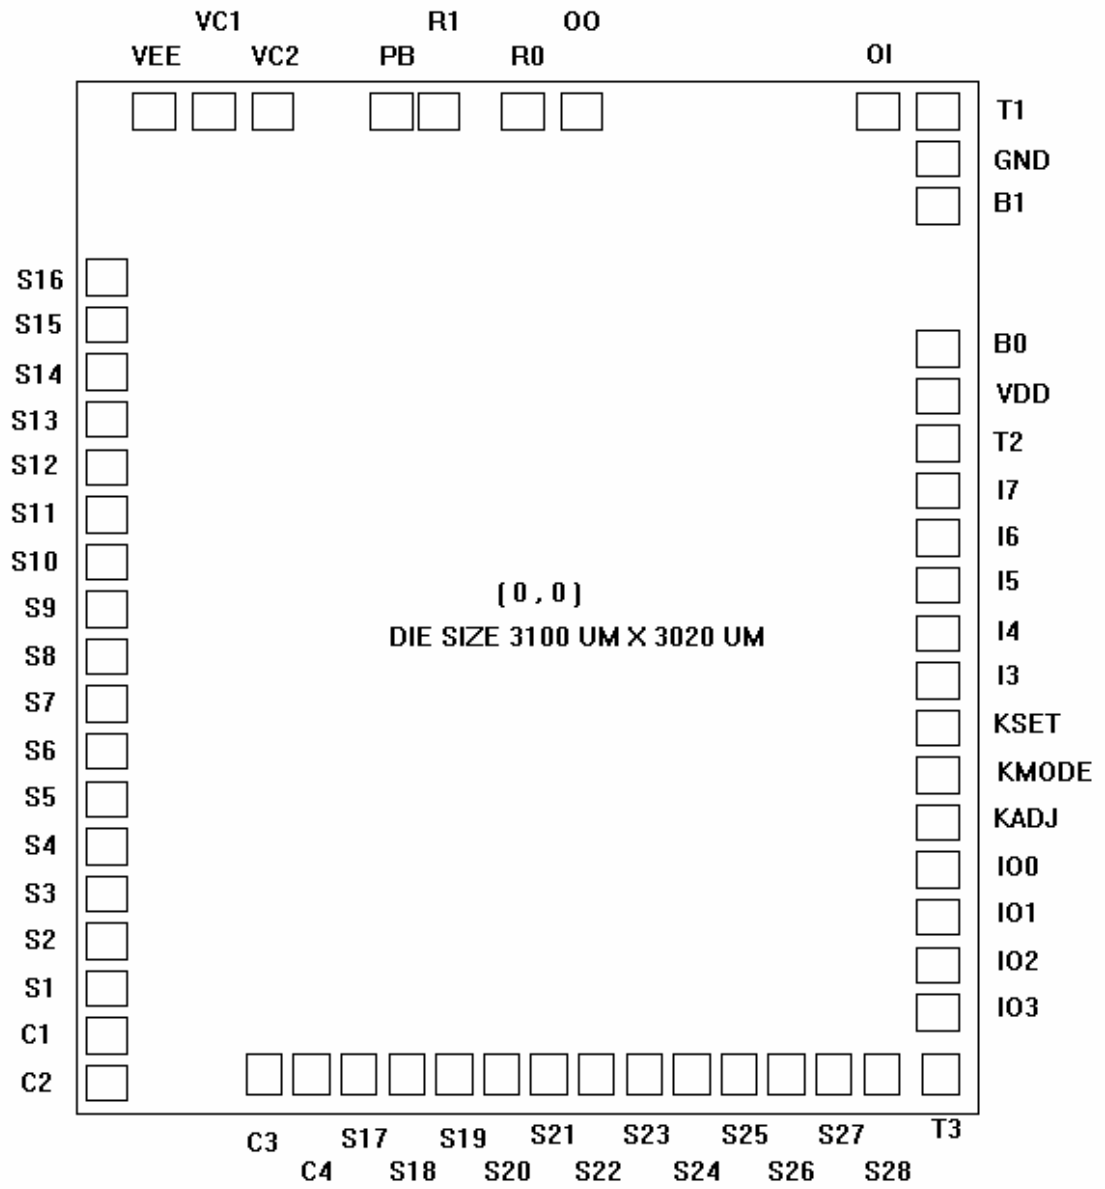 VC1 R1 OO
VEE VC2 PB R0 OI
T1
GND
B1
S16
S15
B0
S14
VDD
S13
T2
S12
I7
S11
I6
S10
I5
(0,0)
S9
I4
DIE SIZE 3100 UM X 3020 UM
S8
I3
S7
KSET
S6
KMODE
S5
KADJ
S4
IO0
S3
IO1
S2
IO2
S1
IO3
C1
C2
C3 S17 S19 S21 S23 S25 S27 T3
C4 S18 S20 S22 S24 S26 S28